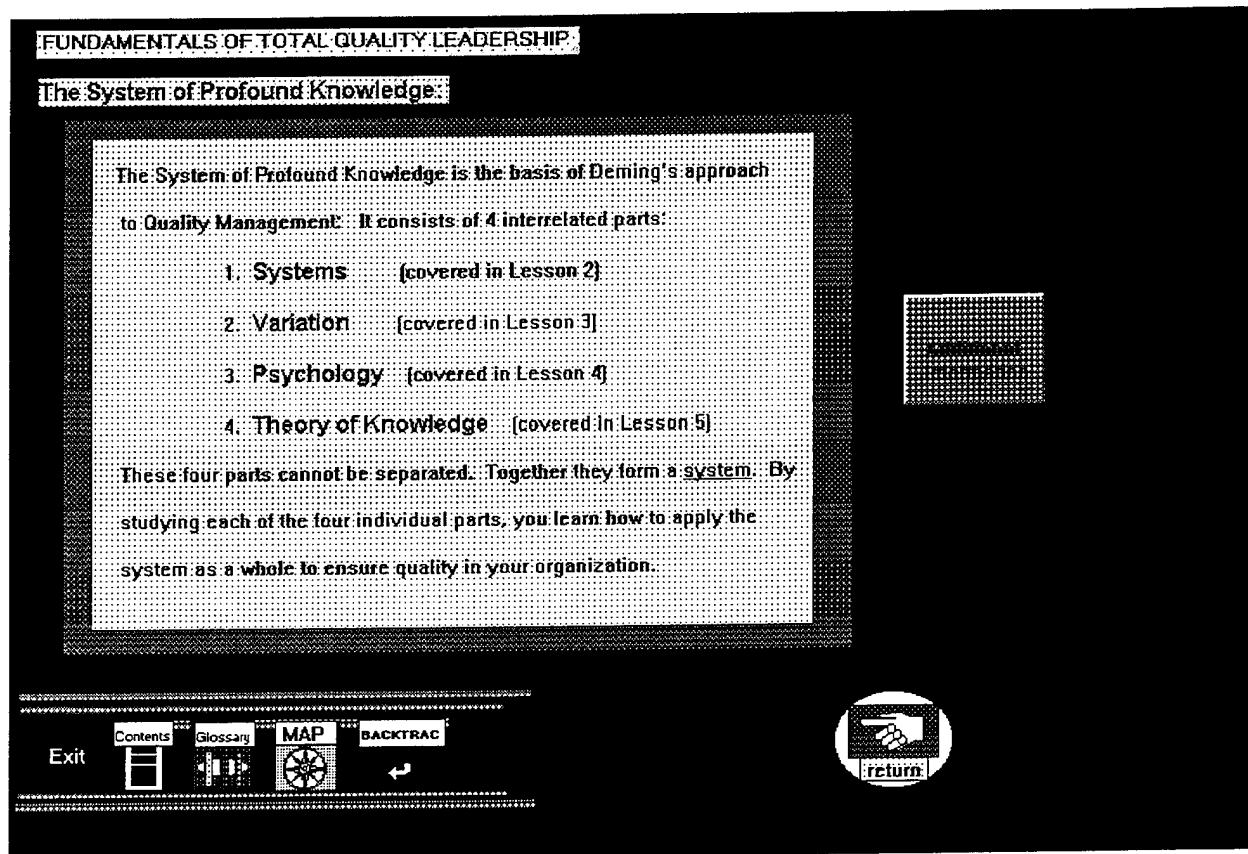 FUNDAMENTALS OF TOTAL QUALITY LEADERSHIP
The System of Profound Knowledge:
The System of Profound Knowledge is the basis of Deming's approach
to Quality Management. It consists of 4 interrelated parts:
1. Systems (covered in Lesson 2)
2. Variation (covered in Lesson 3)
3. Psychology (covered in Lesson 4)
4. Theory of Knowledge (covered in Lesson 5)
These four parts cannot be separated. Together they form a system. By
studying each of the four individual parts, you learn how to apply the
system as a whole to ensure quality in your organization.
Exit
Contents
Glossary
MAP
BACKTRAC
return